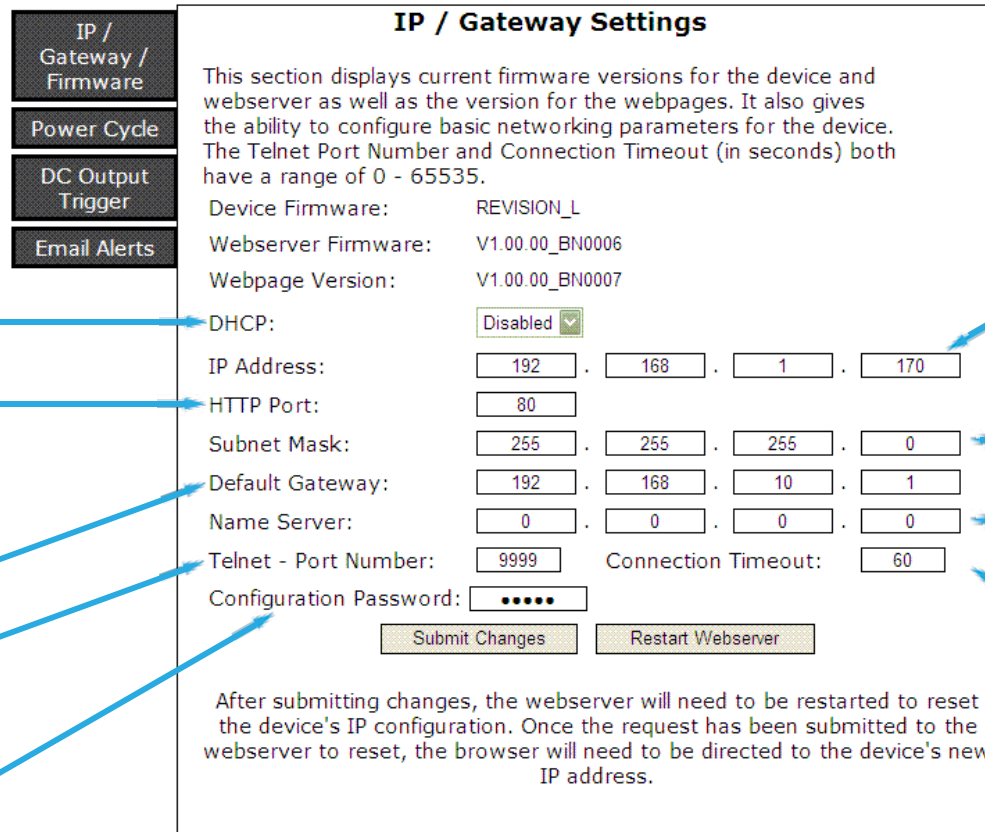 IP / Gateway Settings
IP /
Gateway /
Firmware
Power Cycle
DC Output
Trigger
Email Alerts
This section displays current firmware versions for the device and
webserver as well as the version for the webpages. It also gives
the ability to configure basic networking parameters for the device.
The Telnet Port Number and Connection Timeout (in seconds) both
have a range of 0 - 65535.
Device Firmware: REVISION_L
Webserver Firmware: V1.00.00_BN0006
Webpage Version: V1.00.00_BN0007
DHCP: Disabled
IP Address: 192 . 168 . 1 . 170
HTTP Port: 80
Subnet Mask: 255 . 255 . 255 . 0
Default Gateway: 192 . 168 . 10 . 1
Name Server: 0 . 0 . 0 . 0
Telnet - Port Number: 9999 Connection Timeout: 60
Configuration Password: •••••
Submit Changes Restart Webserver
After submitting changes, the webserver will need to be restarted to reset
the device's IP configuration. Once the request has been submitted to the
webserver to reset, the browser will need to be directed to the device's new
IP address.